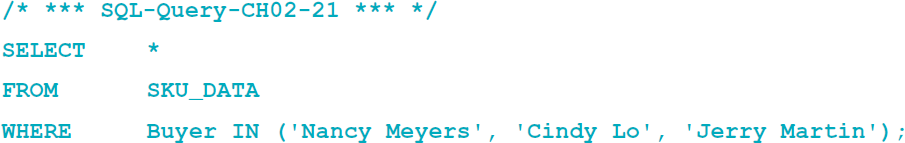 /* *** SQL-Query-CH02-21 *** */
SELECT * 
FROM SKU_DATA
WHERE Buyer IN ('Nancy Meyers', 'Cindy Lo', 'Jerry Martin');